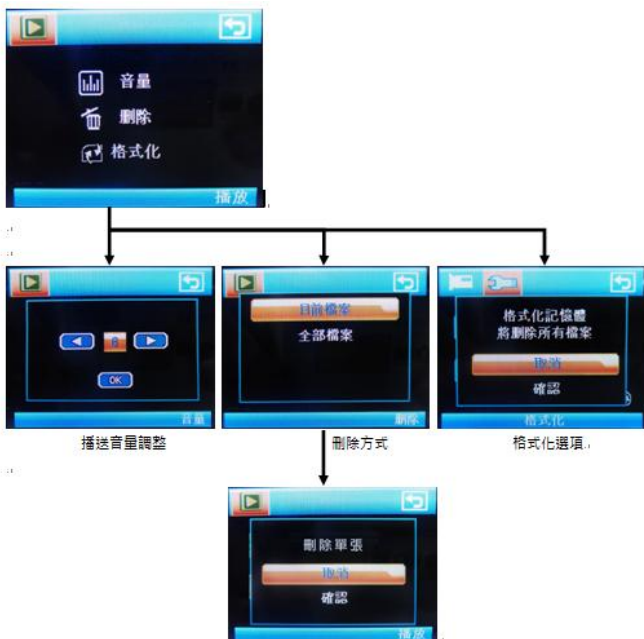 音量
刪除
格式化
播放
OK
音量
播送音量調整
目前檔案
全部檔案
刪除
刪除方式
格式化記憶體
將刪除所有檔案
取消
確認
格式化
格式化選項
刪除單張
取消
確認
播放